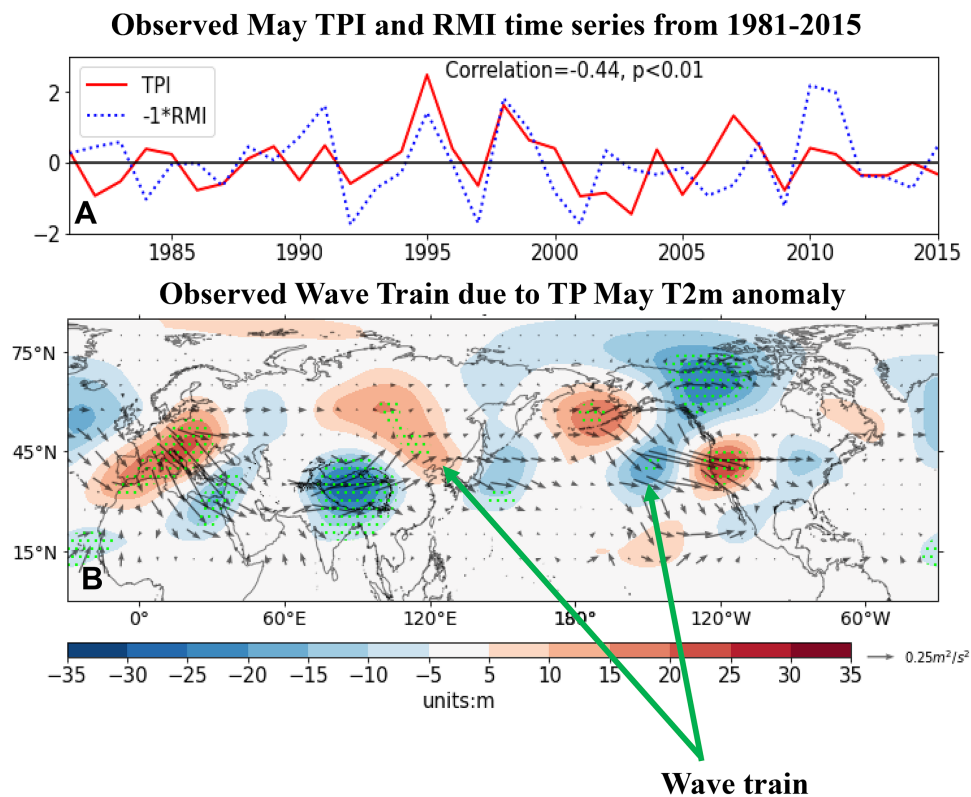 Observed May TPI and RMI time series from 1981-2015
Correlation=-0.44, p<0.01
TPI
-1*RMI
2
0
−2
A
1985 1990 1995 2000 2005 2010 2015
Observed Wave Train due to TP May T2m anomaly
75°N
45°N
15°N
B
0° 60°E 120°E 180° 120°W 60°W
−35 −30 −25 −20 −15 −10 −5 5 10 15 20 25 30 35
0.25m²/s²
units:m
Wave train